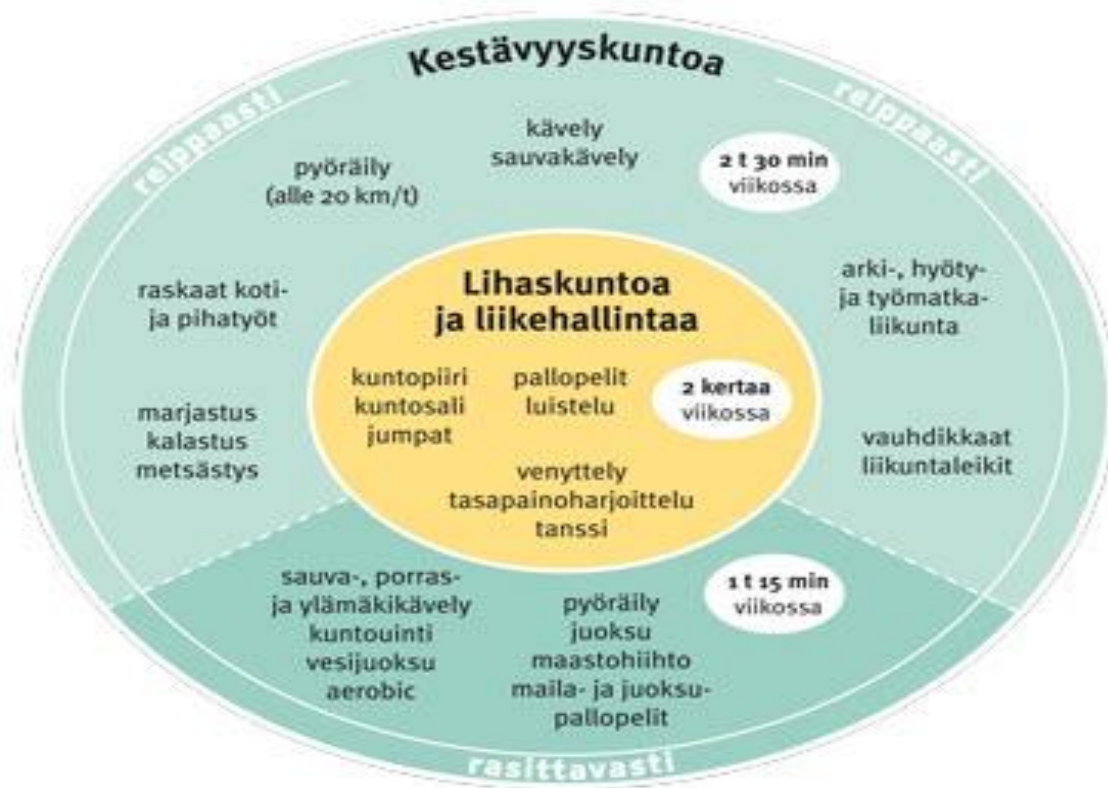 Kestävyyskuntoa
reippaasti
reippaasti
kävely
sauvakävely
2 t 30 min
viikossa
pyöräily
(alle 20 km/t)
raskaat koti-
ja pihatyöt
arki-, hyöty-
ja työmatka-
liikunta
marjastus
kalastus
metsästys
vauhdikkaat
liikuntaleikit
Lihaskuntoa
ja liikehallintaa
kuntopiiri
kuntosali
jumpat
pallopelit
luistelu
2 kertaa
viikossa
venyttely
tasapainoharjoittelu
tanssi
sauva-, porras-
ja ylämäkikävely
kuntouinti
vesijuoksu
aerobic
pyöräily
juoksu
maastohiihto
maila- ja juoksu-
pallopelit
1 t 15 min
viikossa
rasittavasti